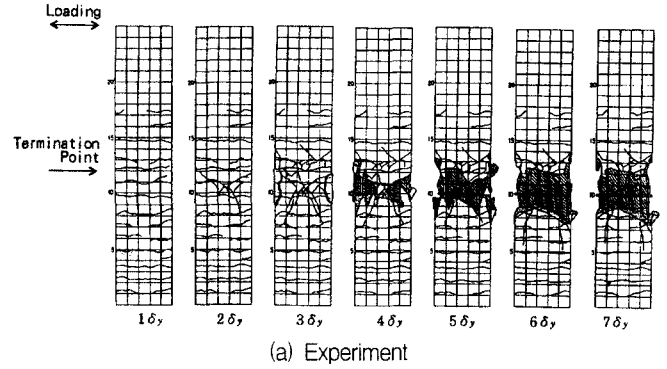 Loading
Termination
Point
20
15
10
5
1δy
2δy
3δy
4δy
5δy
6δy
7δy
(a) Experiment